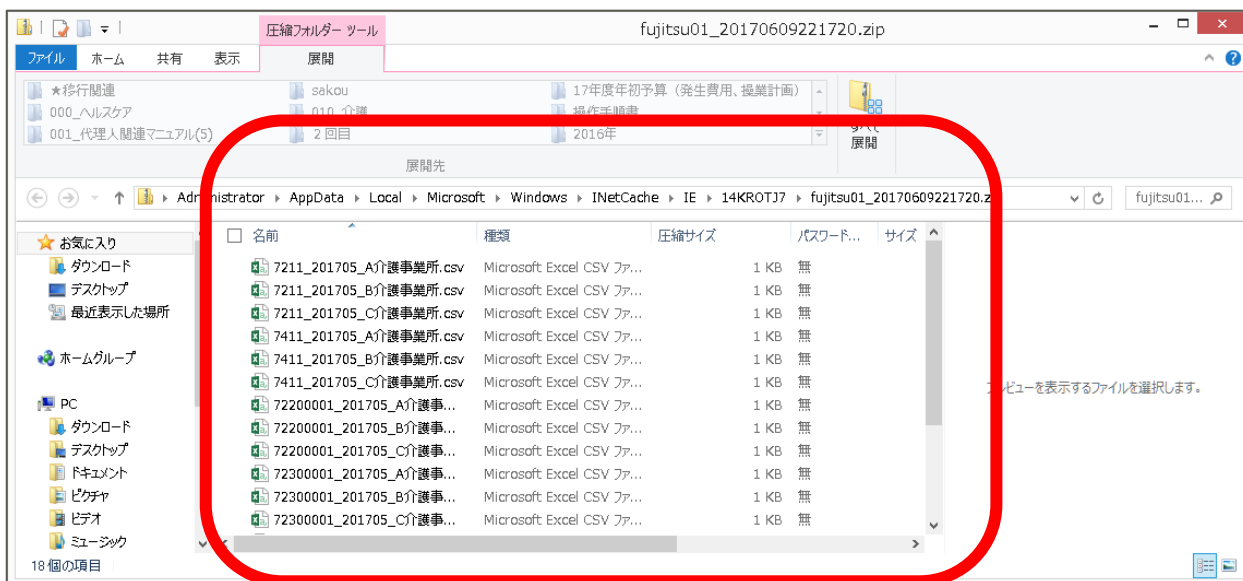 圧縮フォルダー ツール
fujitsu01_20170609221720.zip
ファイル ホーム 共有 表示 展開
★移行関連 sakou 17年度年初予算（発生費用、操業計画）
000_ヘルスケア 010_介護 操作手順書
001_代理人関連マニュアル(5) 2回目 2016年
すべて
展開
展開先
Administrator AppData Local Microsoft Windows INetCache IE 14KROTJ7 fujitsu01_20170609221720.z
fujitsu01...
名前 種類 圧縮サイズ パスワード... サイズ
お気に入り
ダウンロード
デスクトップ
最近表示した場所
ホームグループ
PC
ダウンロード
デスクトップ
ドキュメント
ピクチャ
ビデオ
ミュージック
7211_201705_A介護事業所.csv Microsoft Excel CSV ファ... 1 KB 無
7211_201705_B介護事業所.csv Microsoft Excel CSV ファ... 1 KB 無
7211_201705_C介護事業所.csv Microsoft Excel CSV ファ... 1 KB 無
7411_201705_A介護事業所.csv Microsoft Excel CSV ファ... 1 KB 無
7411_201705_B介護事業所.csv Microsoft Excel CSV ファ... 1 KB 無
7411_201705_C介護事業所.csv Microsoft Excel CSV ファ... 1 KB 無
72200001_201705_A介護事... Microsoft Excel CSV ファ... 1 KB 無
72200001_201705_B介護事... Microsoft Excel CSV ファ... 1 KB 無
72200001_201705_C介護事... Microsoft Excel CSV ファ... 1 KB 無
72300001_201705_A介護事... Microsoft Excel CSV ファ... 1 KB 無
72300001_201705_B介護事... Microsoft Excel CSV ファ... 1 KB 無
72300001_201705_C介護事... Microsoft Excel CSV ファ... 1 KB 無
プレビューを表示するファイルを選択します。
18個の項目